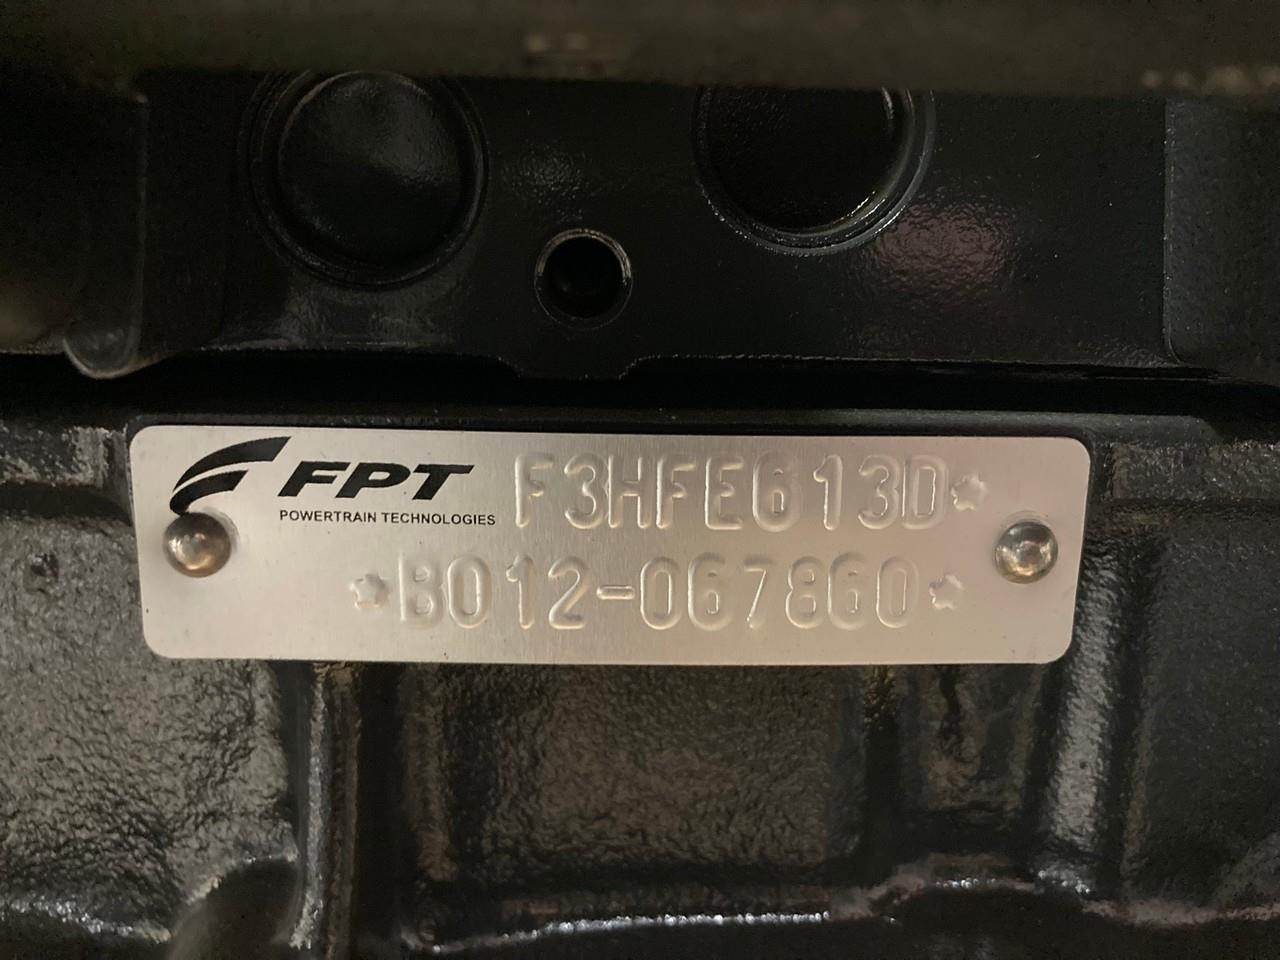 FPT F3HFE613D*
POWERTRAIN TECHNOLOGIES
*B012-067860*